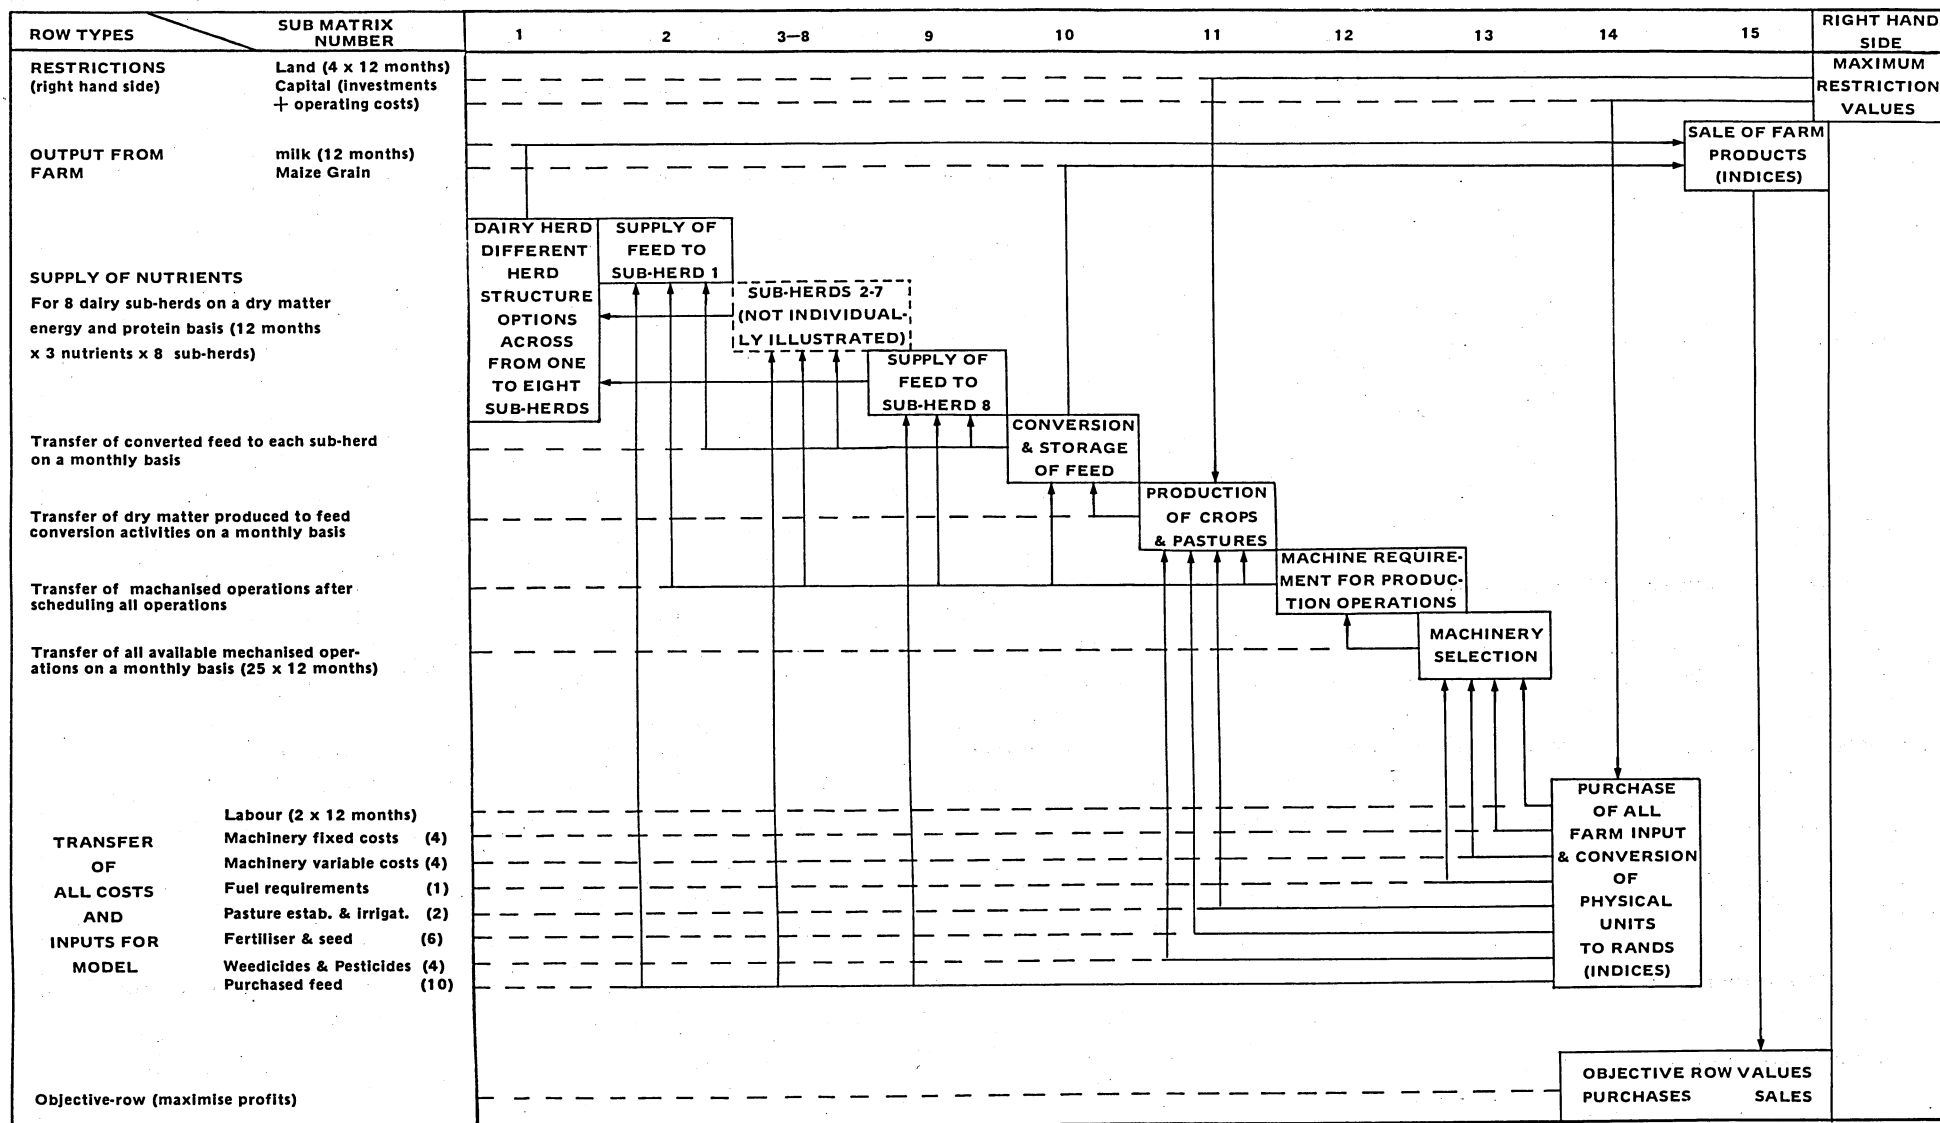 ROW TYPES
SUB MATRIX
NUMBER
1 2 3—8 9 10 11 12 13 14 15
RIGHT HAND
SIDE
RESTRICTIONS
(right hand side)
Land (4 x 12 months)
Capital (investments
+ operating costs)
MAXIMUM
RESTRICTION
VALUES
OUTPUT FROM
FARM
milk (12 months)
Maize Grain
SALE OF FARM
PRODUCTS
(INDICES)
DAIRY HERD
DIFFERENT
HERD
STRUCTURE
OPTIONS
ACROSS
FROM ONE
TO EIGHT
SUB-HERDS
SUPPLY OF
FEED TO
SUB-HERD 1
SUPPLY OF NUTRIENTS
For 8 dairy sub-herds on a dry matter
energy and protein basis (12 months
x 3 nutrients x 8 sub-herds)
SUB-HERDS 2-7
(NOT INDIVIDUAL-
LY ILLUSTRATED)
SUPPLY OF
FEED TO
SUB-HERD 8
Transfer of converted feed to each sub-herd
on a monthly basis
CONVERSION
& STORAGE
OF FEED
Transfer of dry matter produced to feed
conversion activities on a monthly basis
PRODUCTION
OF CROPS
& PASTURES
Transfer of machanised operations after
scheduling all operations
MACHINE REQUIRE-
MENT FOR PRODUC-
TION OPERATIONS
Transfer of all available mechanised oper-
ations on a monthly basis (25 x 12 months)
MACHINERY
SELECTION
TRANSFER
OF
ALL COSTS
AND
INPUTS FOR
MODEL
Labour (2 x 12 months)
Machinery fixed costs (4)
Machinery variable costs (4)
Fuel requirements (1)
Pasture estab. & irrigat. (2)
Fertiliser & seed (6)
Weedicides & Pesticides (4)
Purchased feed (10)
PURCHASE
OF ALL
FARM INPUT
& CONVERSION
OF
PHYSICAL
UNITS
TO RANDS
(INDICES)
Objective-row (maximise profits)
OBJECTIVE ROW VALUES
PURCHASES SALES